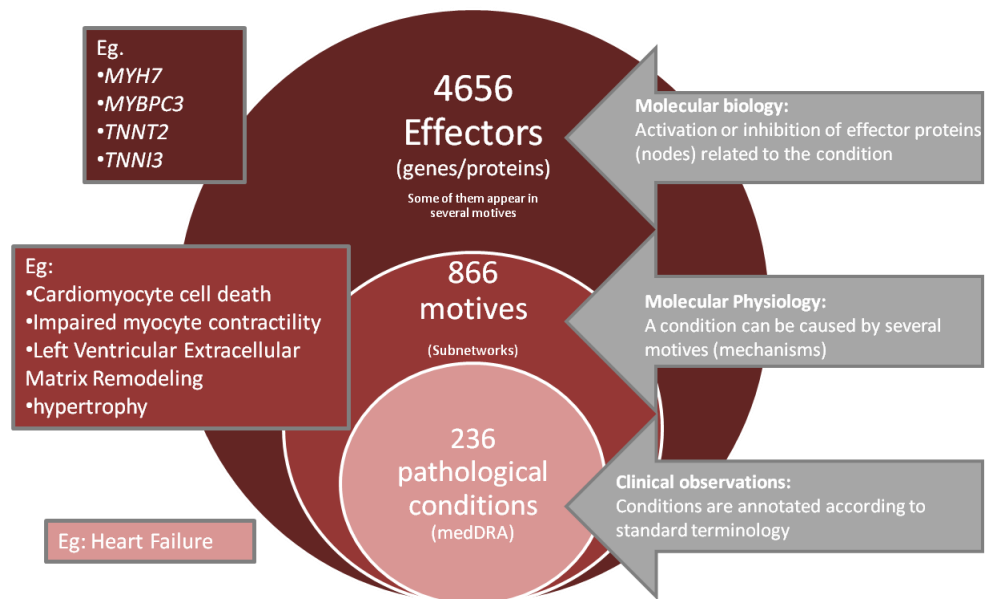 Eg.
•MYH7
•MYBPC3
•TNNT2
•TNNI3
4656
Effectors
(genes/proteins)
Some of them appear in
several motives
Molecular biology:
Activation or inhibition of effector proteins
(nodes) related to the condition
Eg:
•Cardiomyocyte cell death
•Impaired myocyte contractility
•Left Ventricular Extracellular
Matrix Remodeling
•hypertrophy
866
motives
(Subnetworks)
Molecular Physiology:
A condition can be caused by several
motives (mechanisms)
Eg: Heart Failure
236
pathological
conditions
(medDRA)
Clinical observations:
Conditions are annotated according to
standard terminology